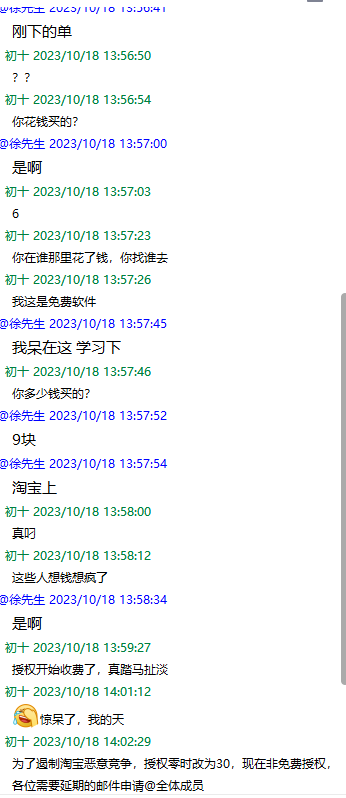 @徐先生 2023/10/18 13:56:41
刚下的单
初十 2023/10/18 13:56:50
？？
初十 2023/10/18 13:56:54
你花钱买的?
@徐先生 2023/10/18 13:57:00
是啊
初十 2023/10/18 13:57:03
6
初十 2023/10/18 13:57:23
你在谁那里花了钱，你找谁去
初十 2023/10/18 13:57:26
我这是免费软件
@徐先生 2023/10/18 13:57:45
我呆在这 学习下
初十 2023/10/18 13:57:46
你多少钱买的?
@徐先生 2023/10/18 13:57:52
9块
@徐先生 2023/10/18 13:57:54
淘宝上
初十 2023/10/18 13:58:00
真叼
初十 2023/10/18 13:58:12
这些人想钱想疯了
@徐先生 2023/10/18 13:58:34
是啊
初十 2023/10/18 13:59:27
授权开始收费了，真踏马扯淡
初十 2023/10/18 14:01:12
惊呆了，我的天
初十 2023/10/18 14:02:29
为了遏制淘宝恶意竞争，授权零时改为30，现在非免费授权，
各位需要延期的邮件申请@全体成员